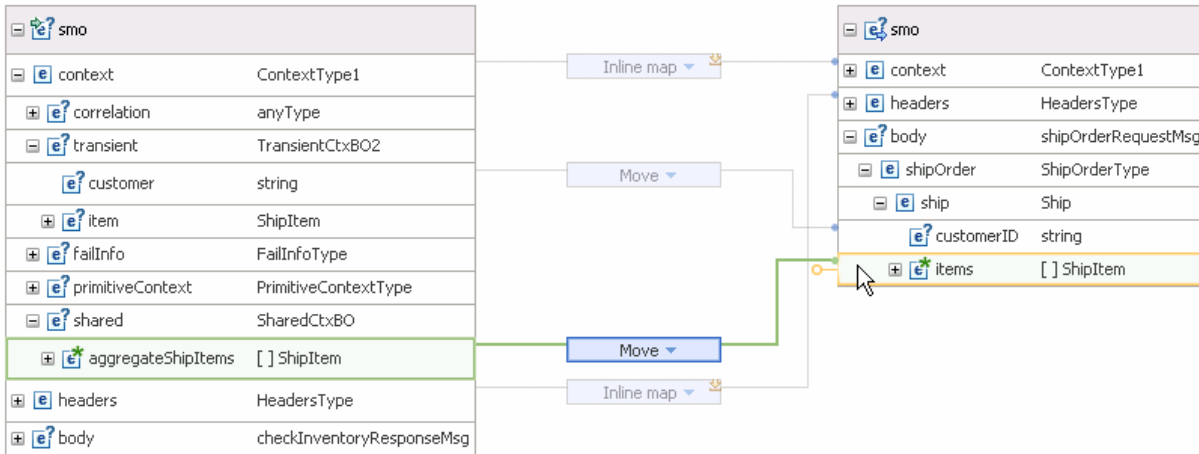 smo
context ContextType1
correlation anyType
transient TransientCtxBO2
customer string
item ShipItem
failInfo FailInfoType
primitiveContext PrimitiveContextType
shared SharedCtxBO
aggregateShipItems [ ] ShipItem
headers HeadersType
body checkInventoryResponseMsg
Inline map
Move
Move
Inline map
smo
context ContextType1
headers HeadersType
body shipOrderRequestMsg
shipOrder ShipOrderType
ship Ship
customerID string
items [ ] ShipItem